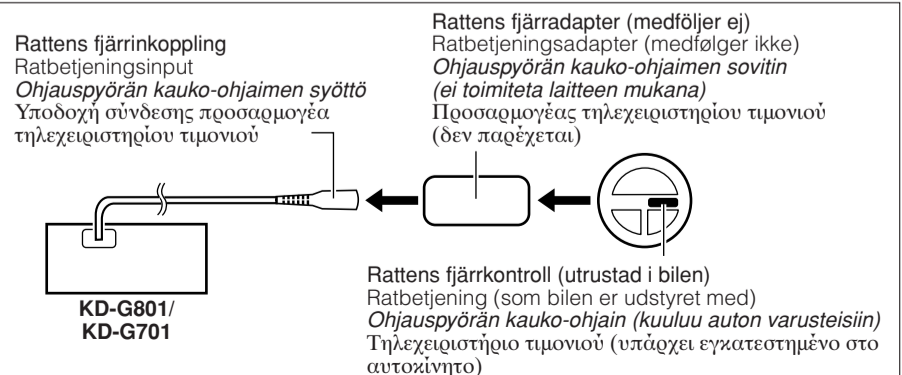 Rattens fjärrinkoppling
Ratbetjeningsinput
Ohjauspyörän kauko-ohjaimen syöttö
Υποδοχή σύνδεσης προσαρμογέα
τηλεχειριστηρίου τιμονιού
Rattens fjärradapter (medföljer ej)
Ratbetjeningsadapter (medfølger ikke)
Ohjauspyörän kauko-ohjaimen sovitin
(ei toimiteta laitteen mukana)
Προσαρμογέας τηλεχειριστηρίου τιμονιού
(δεν παρέχεται)
KD-G801/
KD-G701
Rattens fjärrkontroll (utrustad i bilen)
Ratbetjening (som bilen er udstyret med)
Ohjauspyörän kauko-ohjain (kuuluu auton varusteisiin)
Τηλεχειριστήριο τιμονιού (υπάρχει εγκατεστημένο στο
αυτοκίνητο)